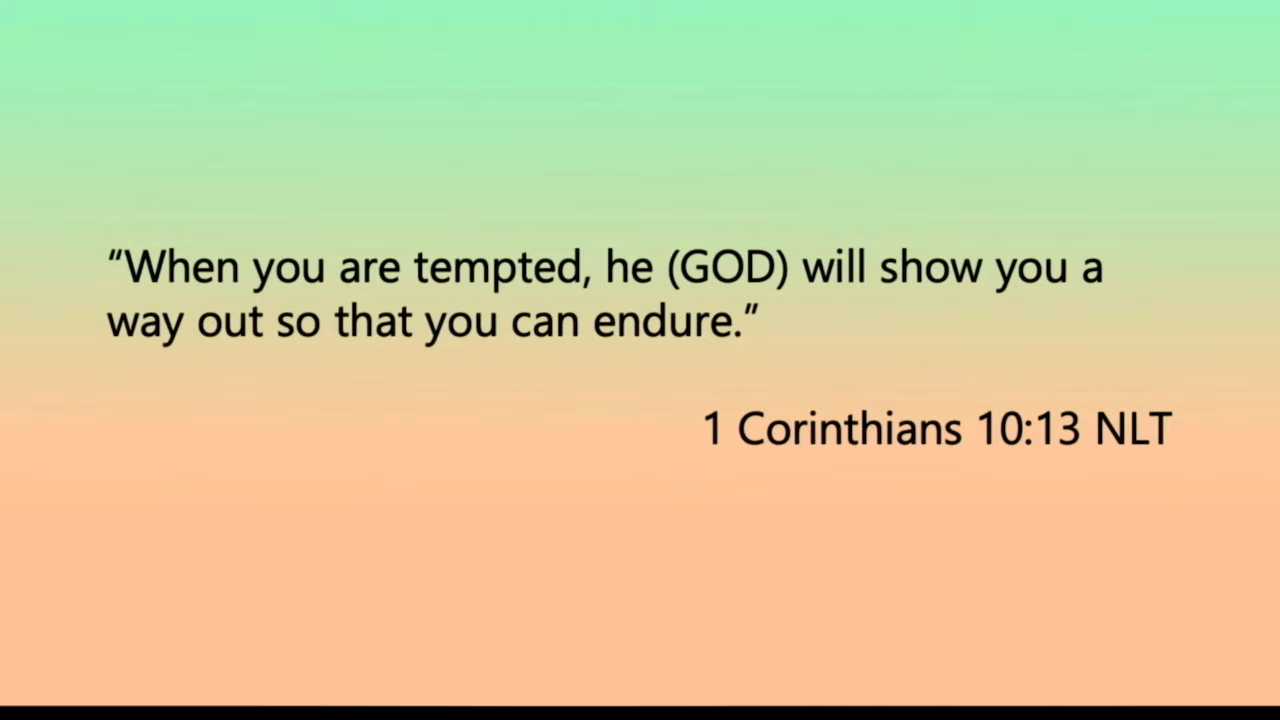 “When you are tempted, he (GOD) will show you a
way out so that you can endure.”
1 Corinthians 10:13 NLT